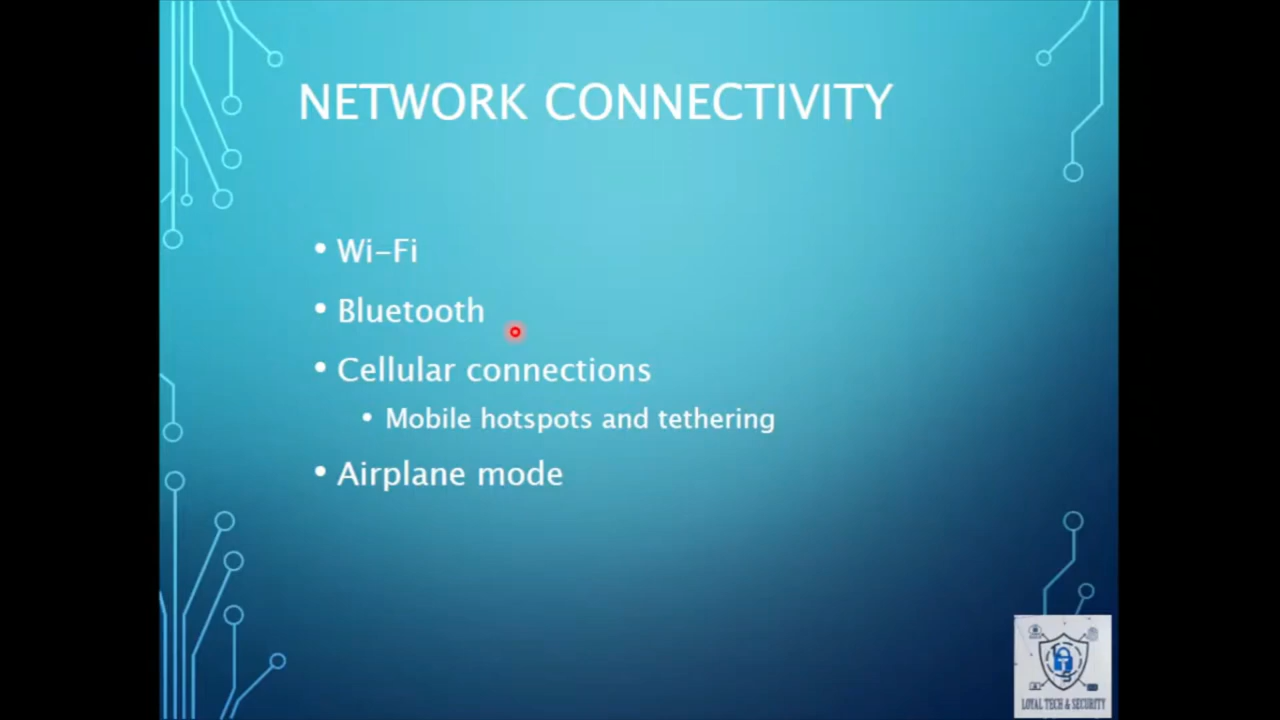 NETWORK CONNECTIVITY
• Wi-Fi
• Bluetooth
• Cellular connections
• Mobile hotspots and tethering
• Airplane mode
LOYAL TECH & SECURITY